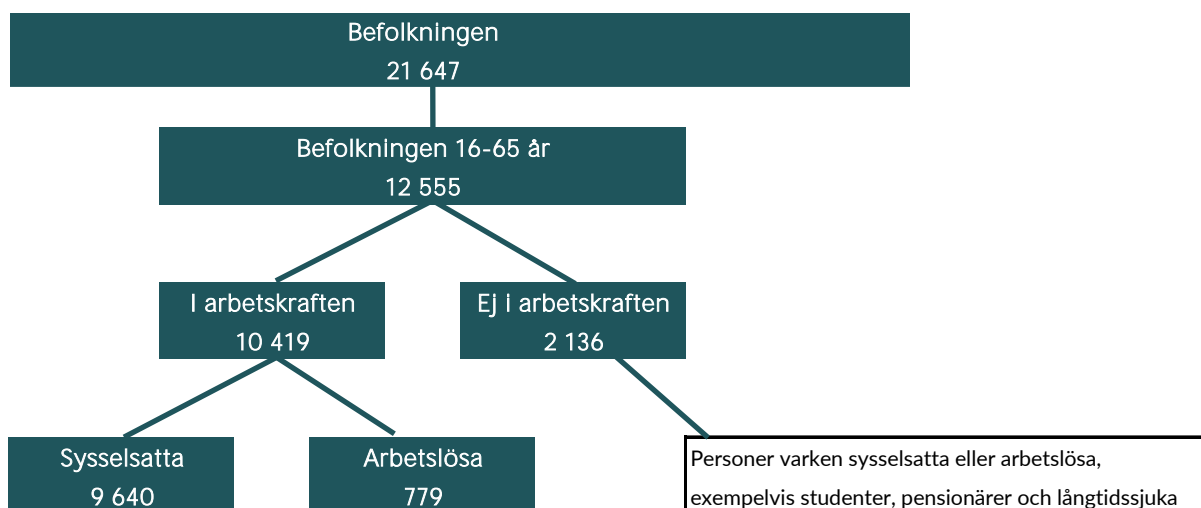 Befolkningen
21 647
Befolkningen 16-65 år
12 555
I arbetskraften
10 419
Ej i arbetskraften
2 136
Sysselsatta
9 640
Arbetslösa
779
Personer varken sysselsatta eller arbetslösa,
exempelvis studenter, pensionärer och långtidssjuka